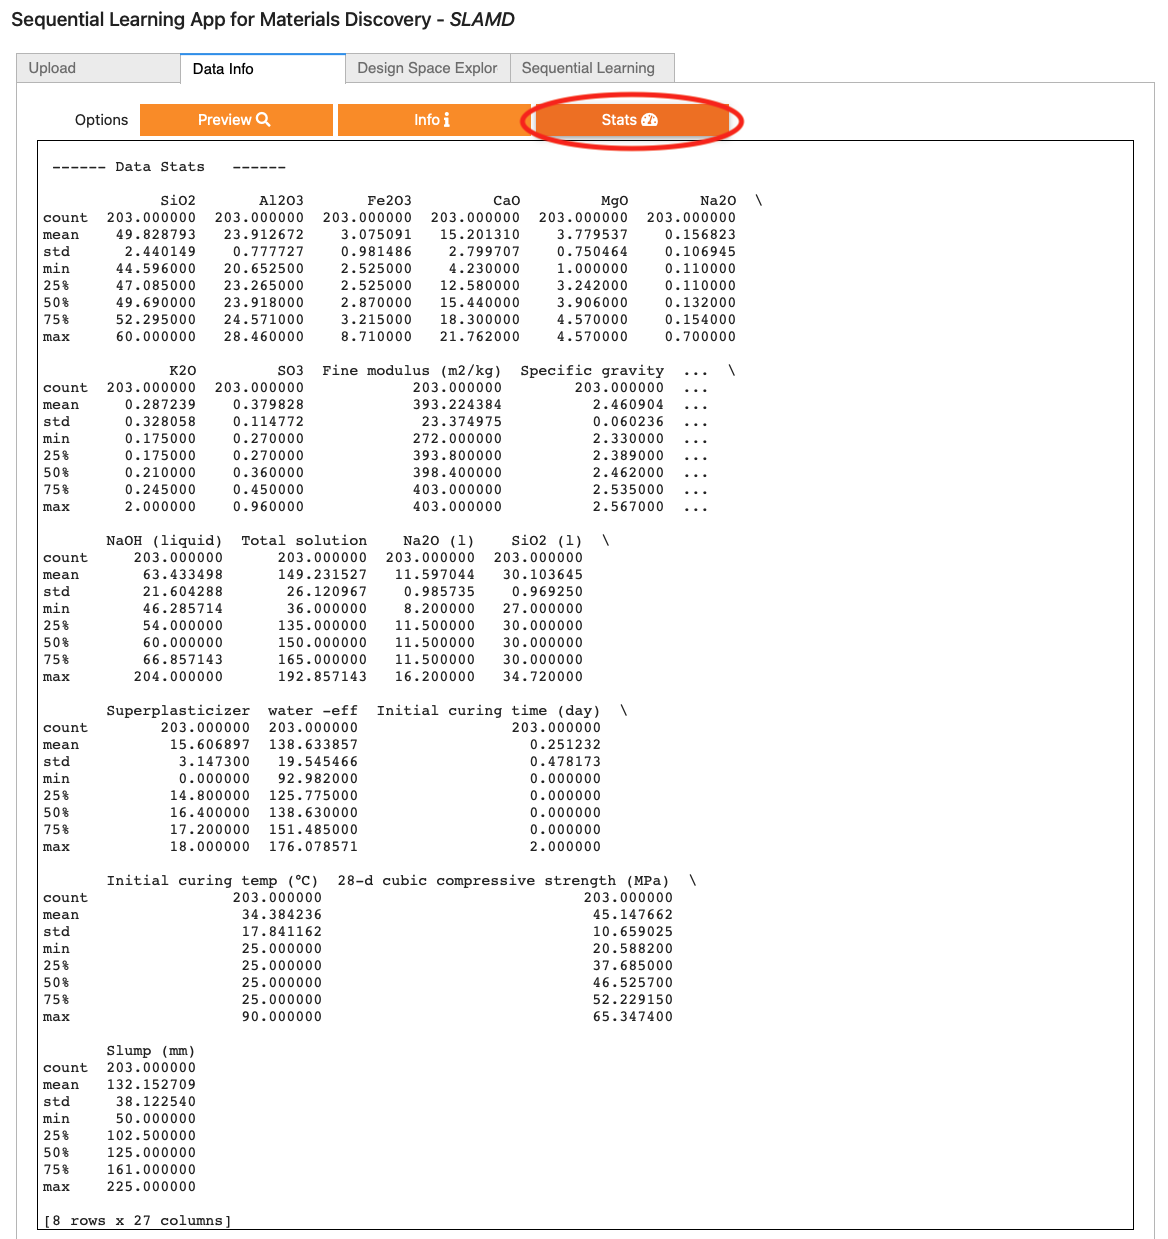 Sequential Learning App for Materials Discovery - SLAMD
Upload Data Info Design Space Explor Sequential Learning
Options Preview Info Stats
------ Data Stats ------
SiO2 Al2O3 Fe2O3 CaO MgO Na2O \
count 203.000000 203.000000 203.000000 203.000000 203.000000 203.000000
mean 49.828793 23.912672 3.075091 15.201310 3.779537 0.156823
std 2.440149 0.777727 0.981486 2.799707 0.750464 0.106945
min 44.596000 20.652500 2.525000 4.230000 1.000000 0.110000
25% 47.085000 23.265000 2.525000 12.580000 3.242000 0.110000
50% 49.690000 23.918000 2.870000 15.440000 3.906000 0.132000
75% 52.295000 24.571000 3.215000 18.300000 4.570000 0.154000
max 60.000000 28.460000 8.710000 21.762000 4.570000 0.700000
K2O SO3 Fine modulus (m2/kg) Specific gravity ... \
count 203.000000 203.000000 203.000000 203.000000 ...
mean 0.287239 0.379828 393.224384 2.460904 ...
std 0.328058 0.114772 23.374975 0.060236 ...
min 0.175000 0.270000 272.000000 2.330000 ...
25% 0.175000 0.270000 393.800000 2.389000 ...
50% 0.210000 0.360000 398.400000 2.462000 ...
75% 0.245000 0.450000 403.000000 2.535000 ...
max 2.000000 0.960000 403.000000 2.567000 ...
NaOH (liquid) Total solution Na2O (l) SiO2 (l) \
count 203.000000 203.000000 203.000000 203.000000
mean 63.433498 149.231527 11.597044 30.103645
std 21.604288 26.120967 0.985735 0.969250
min 46.285714 36.000000 8.200000 27.000000
25% 54.000000 135.000000 11.500000 30.000000
50% 60.000000 150.000000 11.500000 30.000000
75% 66.857143 165.000000 11.500000 30.000000
max 204.000000 192.857143 16.200000 34.720000
Superplasticizer water -eff Initial curing time (day) \
count 203.000000 203.000000 203.000000
mean 15.606897 138.633857 0.251232
std 3.147300 19.545466 0.478173
min 0.000000 92.982000 0.000000
25% 14.800000 125.775000 0.000000
50% 16.400000 138.630000 0.000000
75% 17.200000 151.485000 0.000000
max 18.000000 176.078571 2.000000
Initial curing temp (°C) 28-d cubic compressive strength (MPa) \
count 203.000000 203.000000
mean 34.384236 45.147662
std 17.841162 10.659025
min 25.000000 20.588200
25% 25.000000 37.685000
50% 25.000000 46.525700
75% 25.000000 52.229150
max 90.000000 65.347400
Slump (mm)
count 203.000000
mean 132.152709
std 38.122540
min 50.000000
25% 102.500000
50% 125.000000
75% 161.000000
max 225.000000
[8 rows x 27 columns]